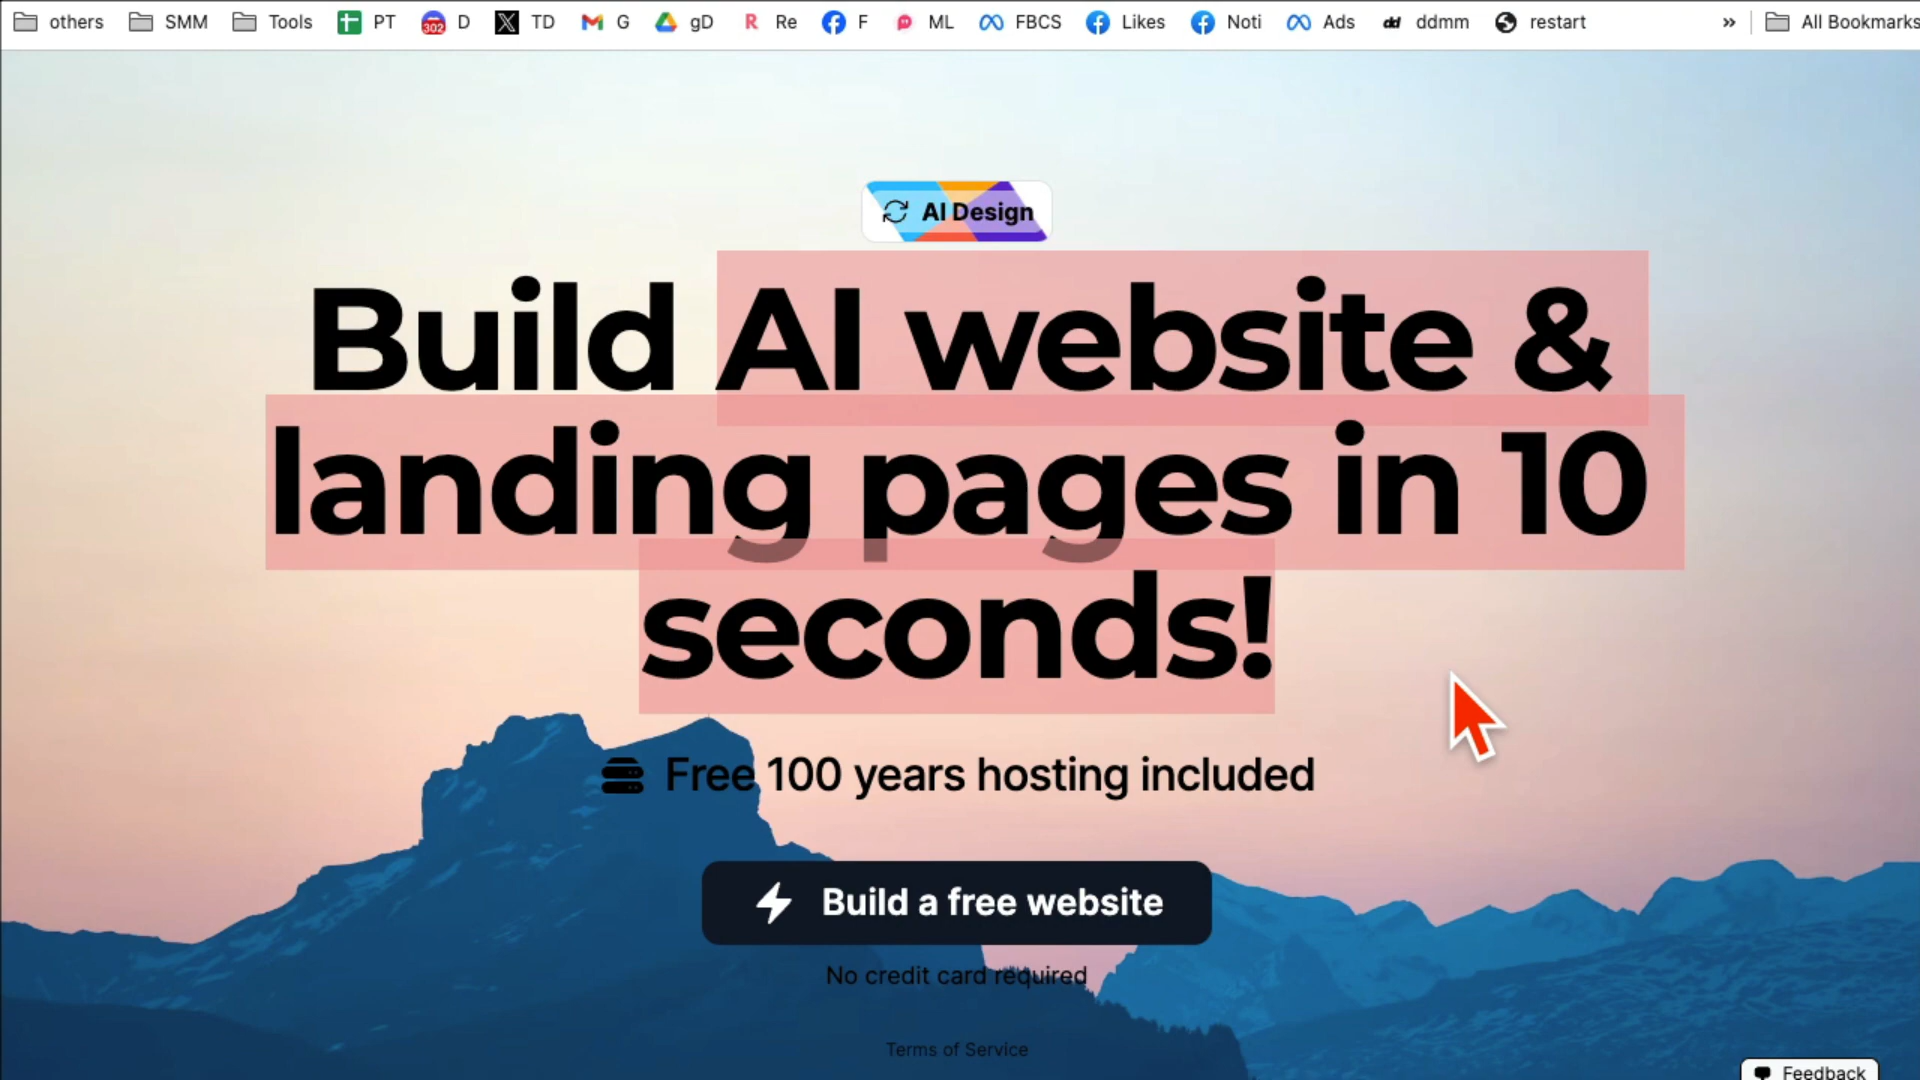 others SMM Tools PT D TD G gD Re F ML FBCS Likes Noti Ads ddmm restart » All Bookmarks
AI Design
Build AI website &
landing pages in 10
seconds!
Free 100 years hosting included
Build a free website
No credit card required
Terms of Service
Feedback